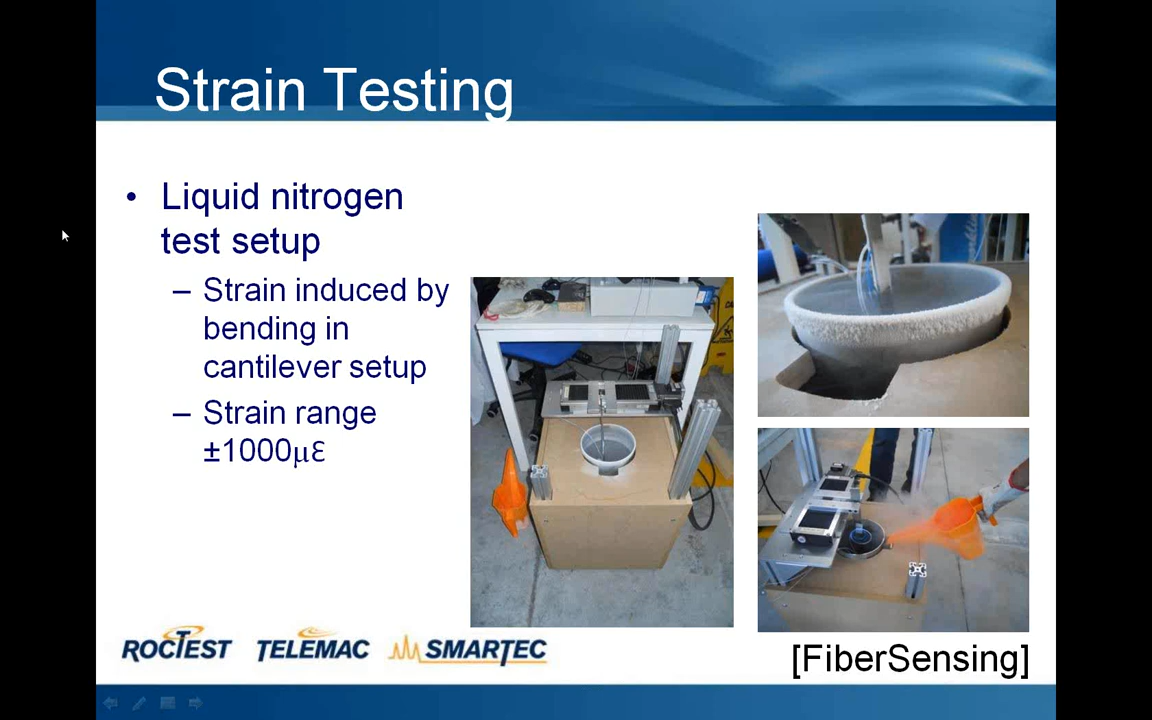 Strain Testing
• Liquid nitrogen
test setup
– Strain induced by
bending in
cantilever setup
– Strain range
±1000με
ROCTEST TELEMAC SMARTEC
[FiberSensing]